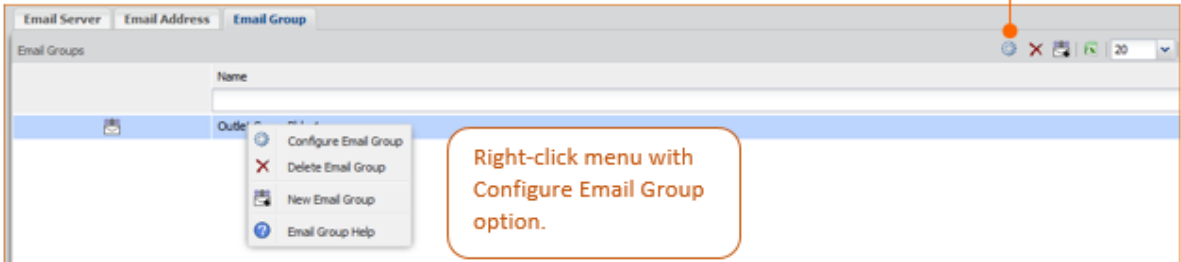 Email Server Email Address Email Group
Email Groups 20
Name
Outlet
Configure Email Group
Delete Email Group
New Email Group
Email Group Help
Right-click menu with
Configure Email Group
option.